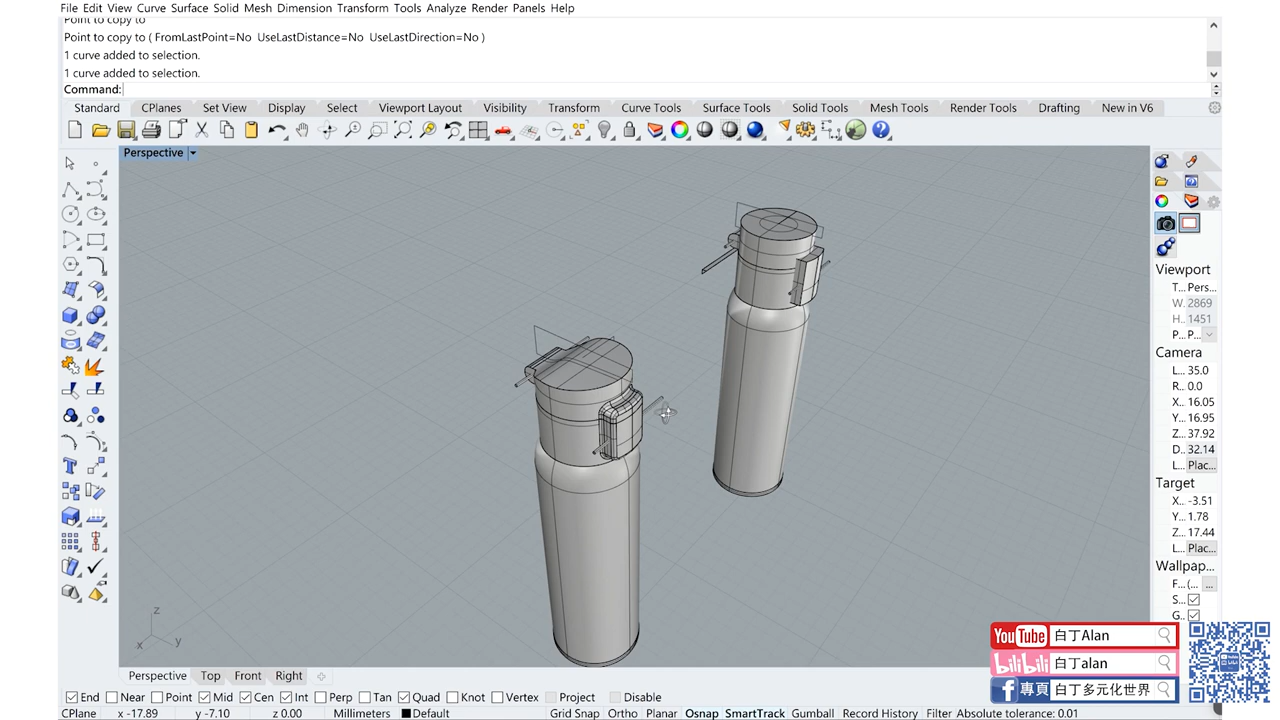 File Edit View Curve Surface Solid Mesh Dimension Transform Tools Analyze Render Panels Help
Point to copy to
Point to copy to ( FromLastPoint=No UseLastDistance=No UseLastDirection=No )
1 curve added to selection.
1 curve added to selection.
Command:
Standard CPlanes Set View Display Select Viewport Layout Visibility Transform Curve Tools Surface Tools Solid Tools Mesh Tools Render Tools Drafting New in V6
Perspective
Viewport
T... Pers...
W. 2869
H... 1451
P... P...
Camera
L... 35.0
R... 0.0
X... 16.05
Y... 16.95
Z... 37.92
D... 32.14
L... Plac...
Target
X... -3.51
Y... 1.78
Z... 17.44
L... Plac...
Wallpap...
F... (... ...
S...
G...
z
x y
YouTube 白丁Alan
bilibili 白丁alan
f 專頁 白丁多元化世界
Perspective Top Front Right
End Near Point Mid Cen Int Perp Tan Quad Knot Vertex Project Disable
CPlane x -17.89 y -7.10 z 0.00 Millimeters Default Grid Snap Ortho Planar Osnap SmartTrack Gumball Record History Filter Absolute tolerance: 0.01